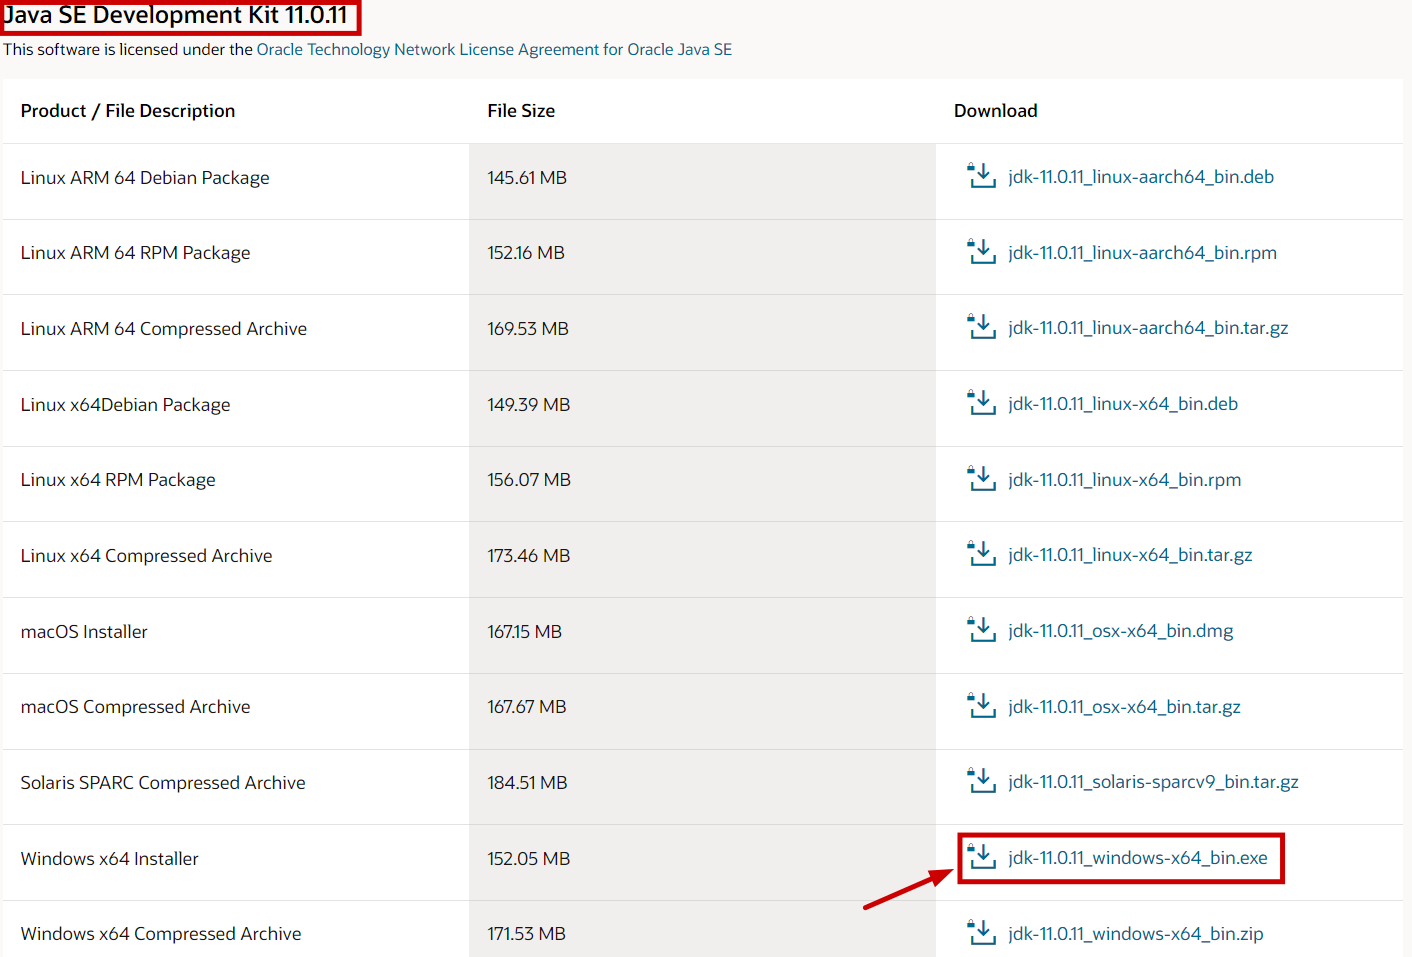 Java SE Development Kit 11.0.11
This software is licensed under the Oracle Technology Network License Agreement for Oracle Java SE
Product / File Description File Size Download
Linux ARM 64 Debian Package 145.61 MB jdk-11.0.11_linux-aarch64_bin.deb
Linux ARM 64 RPM Package 152.16 MB jdk-11.0.11_linux-aarch64_bin.rpm
Linux ARM 64 Compressed Archive 169.53 MB jdk-11.0.11_linux-aarch64_bin.tar.gz
Linux x64Debian Package 149.39 MB jdk-11.0.11_linux-x64_bin.deb
Linux x64 RPM Package 156.07 MB jdk-11.0.11_linux-x64_bin.rpm
Linux x64 Compressed Archive 173.46 MB jdk-11.0.11_linux-x64_bin.tar.gz
macOS Installer 167.15 MB jdk-11.0.11_osx-x64_bin.dmg
macOS Compressed Archive 167.67 MB jdk-11.0.11_osx-x64_bin.tar.gz
Solaris SPARC Compressed Archive 184.51 MB jdk-11.0.11_solaris-sparcv9_bin.tar.gz
Windows x64 Installer 152.05 MB jdk-11.0.11_windows-x64_bin.exe
Windows x64 Compressed Archive 171.53 MB jdk-11.0.11_windows-x64_bin.zip